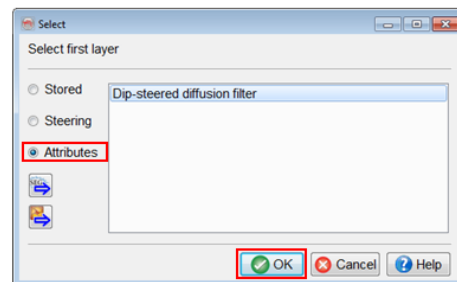 Select
Select first layer
Stored
Dip-steered diffusion filter
Steering
Attributes
OK
Cancel
Help